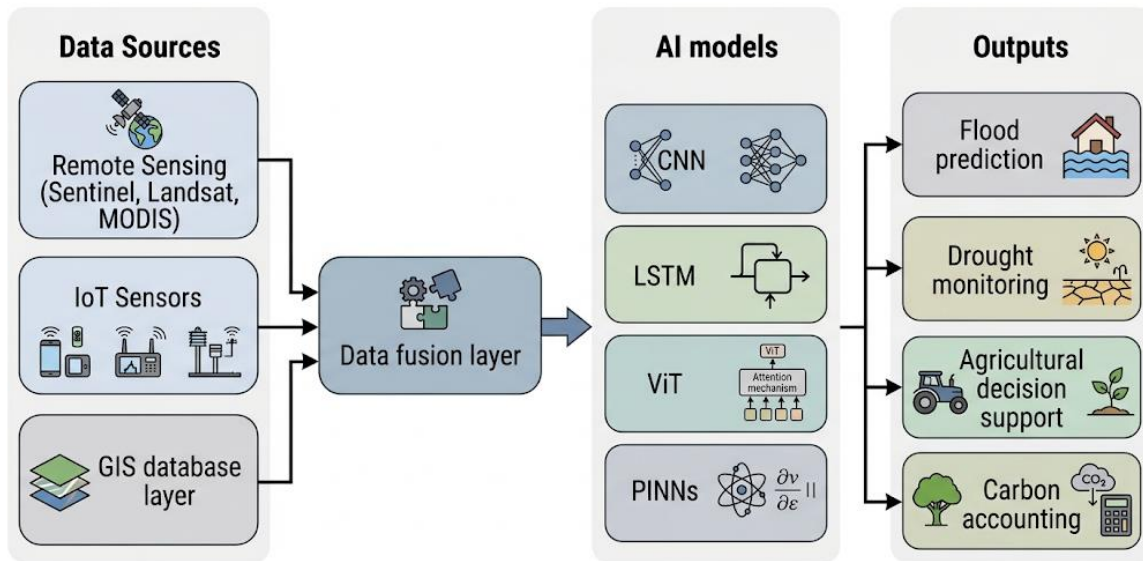 Data Sources
Remote Sensing
(Sentinel, Landsat,
MODIS)
IoT Sensors
GIS database
layer
Data fusion layer
AI models
CNN
LSTM
ViT
ViT
Attention
mechanism
PINNs
∂v
∂ε
||
Outputs
Flood
prediction
Drought
monitoring
Agricultural
decision
support
Carbon
accounting
CO₂